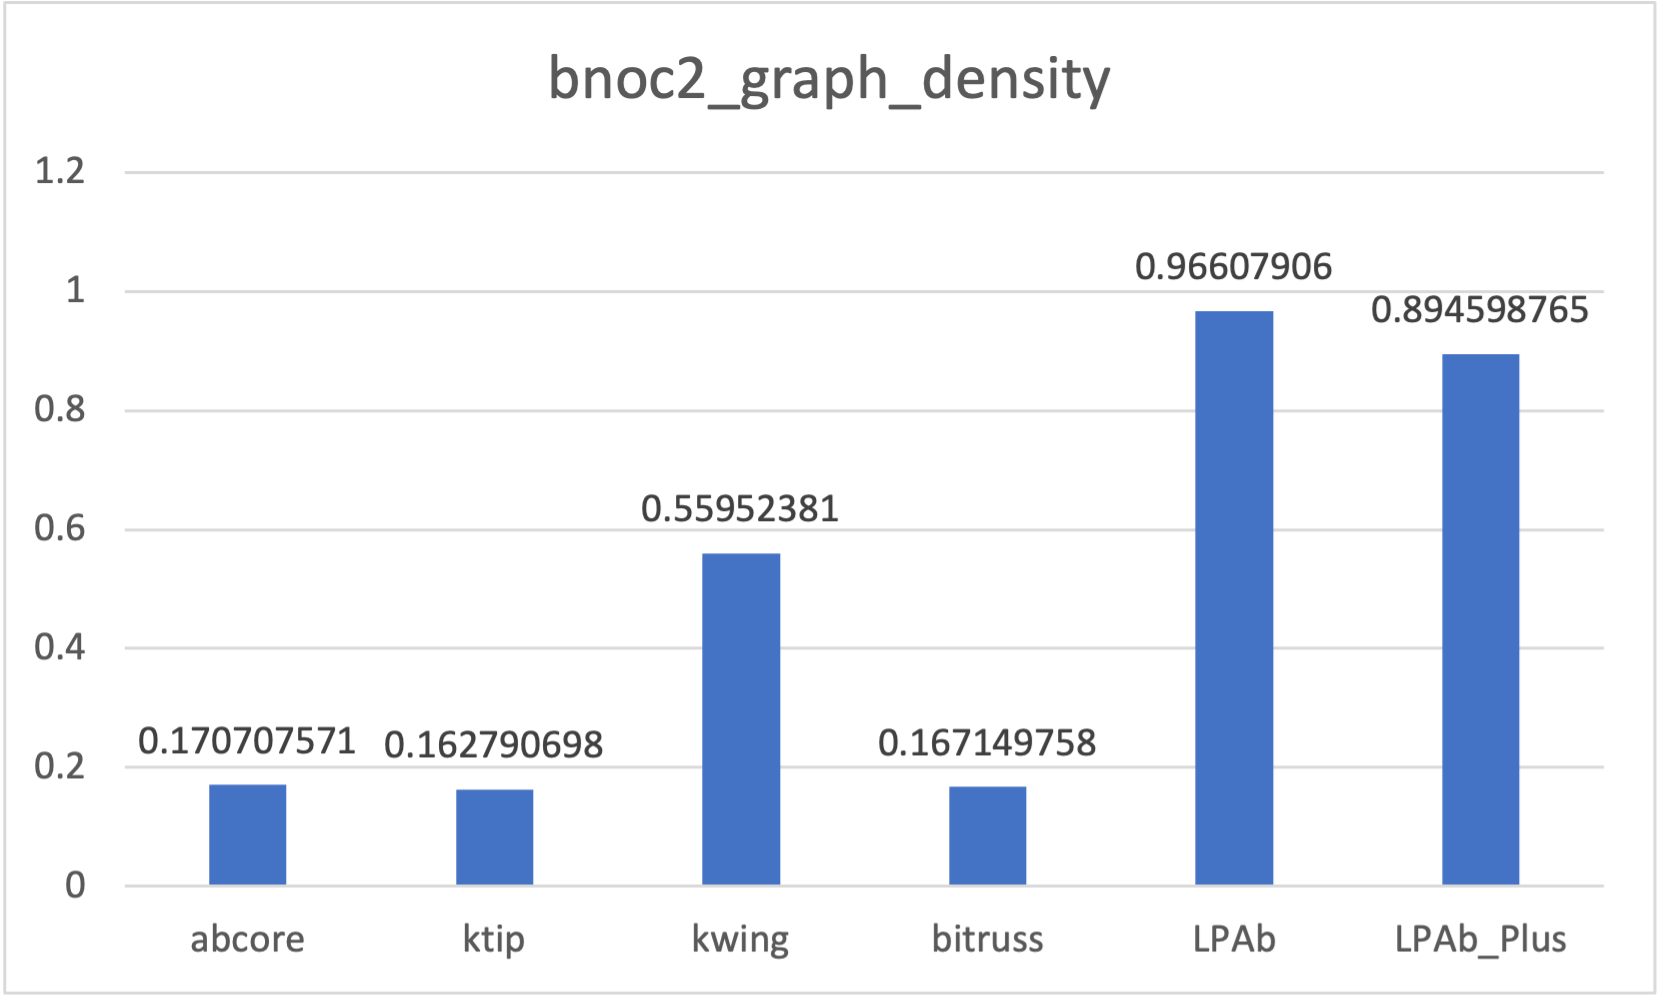 bnoc2_graph_density
1.2
1
0.8
0.6
0.4
0.2
0
0.170707571
0.162790698
0.55952381
0.167149758
0.96607906
0.894598765
abcore
ktip
kwing
bitruss
LPAb
LPAb_Plus